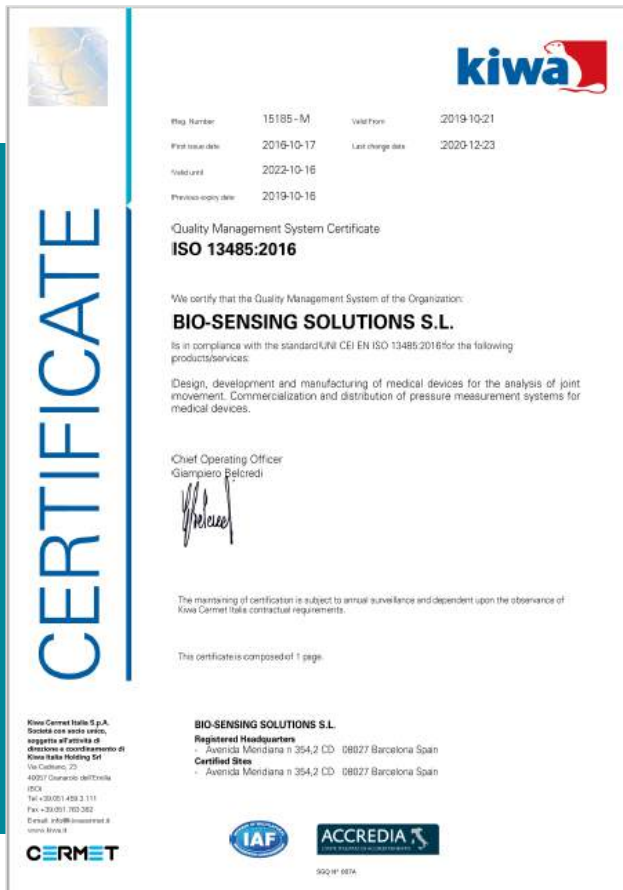 kiwa
Reg. Number 15185 - M Valid From 2019-10-21
First issue date 2016-10-17 Last change date 2020-12-23
Valid until 2022-10-16
Previous expiry date 2019-10-16
CERTIFICATE
Quality Management System Certificate
ISO 13485:2016
We certify that the Quality Management System of the Organization:
BIO-SENSING SOLUTIONS S.L.
Is in compliance with the standard UNI CEI EN ISO 13485:2016 for the following
products/services:
Design, development and manufacturing of medical devices for the analysis of joint
movement. Commercialization and distribution of pressure measurement systems for
medical devices.
Chief Operating Officer
Giampiero Belcredi
The maintaining of certification is subject to annual surveillance and dependent upon the observance of
Kiwa Cermet Italia contractual requirements.
This certificate is composed of 1 page.
Kiwa Cermet Italia S.p.A.
Società con socio unico,
soggetta all'attività di
direzione e coordinamento di
Kiwa Italia Holding Srl
Via Cadriano, 23
40057 Granarolo dell'Emilia
(BO)
Tel +39.051.459.3.111
Fax +39.051.763.382
E-mail: info@kiwacermet.it
www.kiwa.it
CERMET
BIO-SENSING SOLUTIONS S.L.
Registered Headquarters
- Avenida Meridiana n 354,2 CD 08027 Barcelona Spain
Certified Sites
- Avenida Meridiana n 354,2 CD 08027 Barcelona Spain
IAF
ACCREDIA
SGQ N° 007A